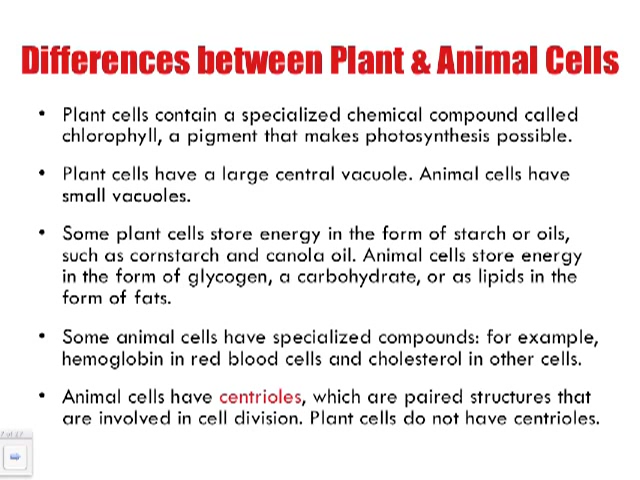 Differences between Plant & Animal Cells
• Plant cells contain a specialized chemical compound called
chlorophyll, a pigment that makes photosynthesis possible.
• Plant cells have a large central vacuole. Animal cells have
small vacuoles.
• Some plant cells store energy in the form of starch or oils,
such as cornstarch and canola oil. Animal cells store energy
in the form of glycogen, a carbohydrate, or as lipids in the
form of fats.
• Some animal cells have specialized compounds: for example,
hemoglobin in red blood cells and cholesterol in other cells.
• Animal cells have centrioles, which are paired structures that
are involved in cell division. Plant cells do not have centrioles.